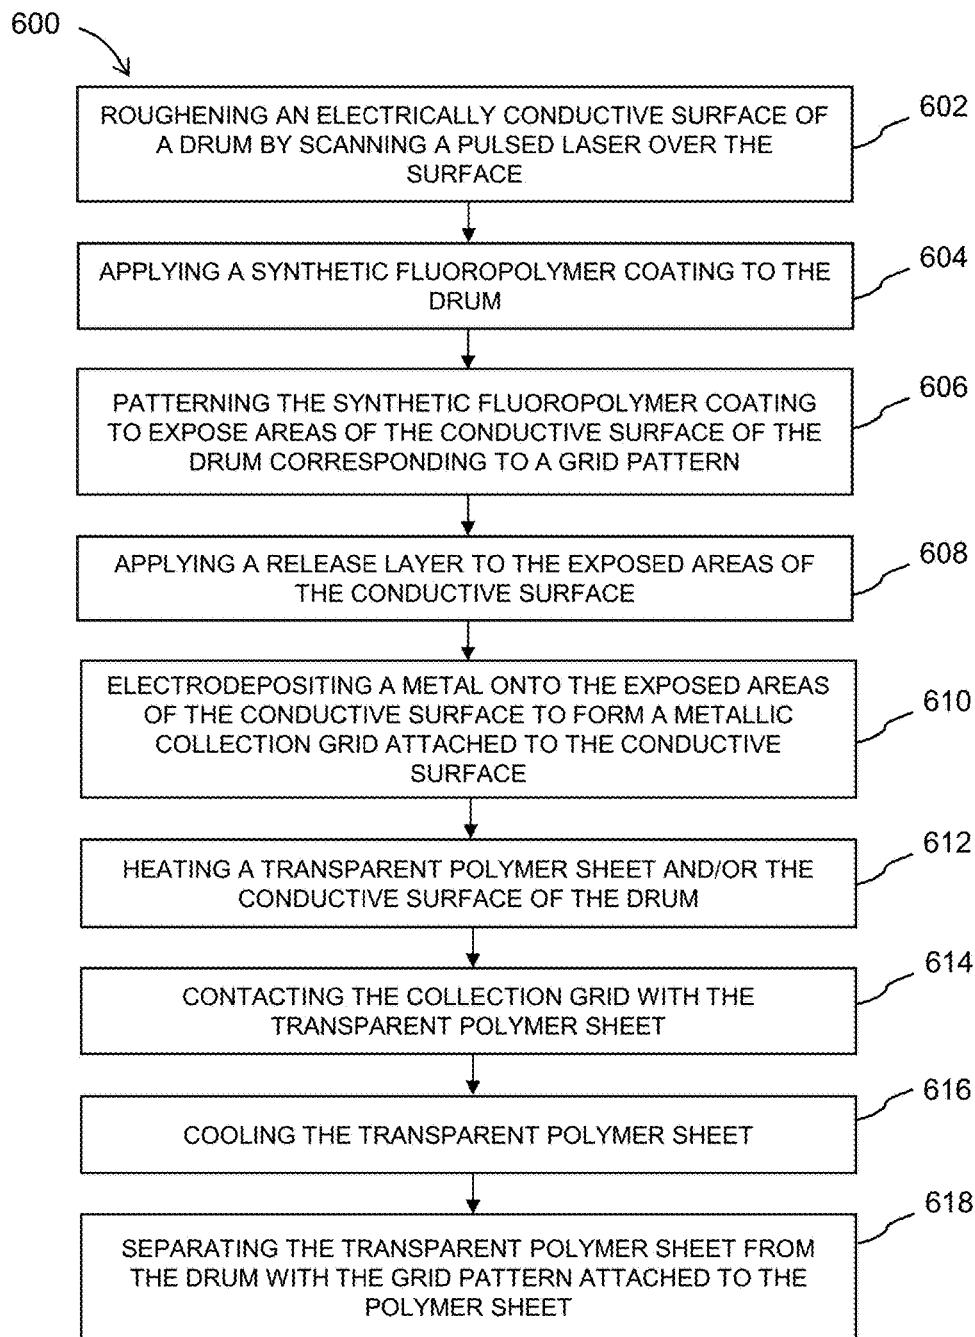 600
ROUGHENING AN ELECTRICALLY CONDUCTIVE SURFACE OF
A DRUM BY SCANNING A PULSED LASER OVER THE
SURFACE
602
APPLYING A SYNTHETIC FLUOROPOLYMER COATING TO THE
DRUM
604
PATTERNING THE SYNTHETIC FLUOROPOLYMER COATING
TO EXPOSE AREAS OF THE CONDUCTIVE SURFACE OF THE
DRUM CORRESPONDING TO A GRID PATTERN
606
APPLYING A RELEASE LAYER TO THE EXPOSED AREAS OF
THE CONDUCTIVE SURFACE
608
ELECTRODEPOSITING A METAL ONTO THE EXPOSED AREAS
OF THE CONDUCTIVE SURFACE TO FORM A METALLIC
COLLECTION GRID ATTACHED TO THE CONDUCTIVE
SURFACE
610
HEATING A TRANSPARENT POLYMER SHEET AND/OR THE
CONDUCTIVE SURFACE OF THE DRUM
612
CONTACTING THE COLLECTION GRID WITH THE
TRANSPARENT POLYMER SHEET
614
COOLING THE TRANSPARENT POLYMER SHEET
616
SEPARATING THE TRANSPARENT POLYMER SHEET FROM
THE DRUM WITH THE GRID PATTERN ATTACHED TO THE
POLYMER SHEET
618